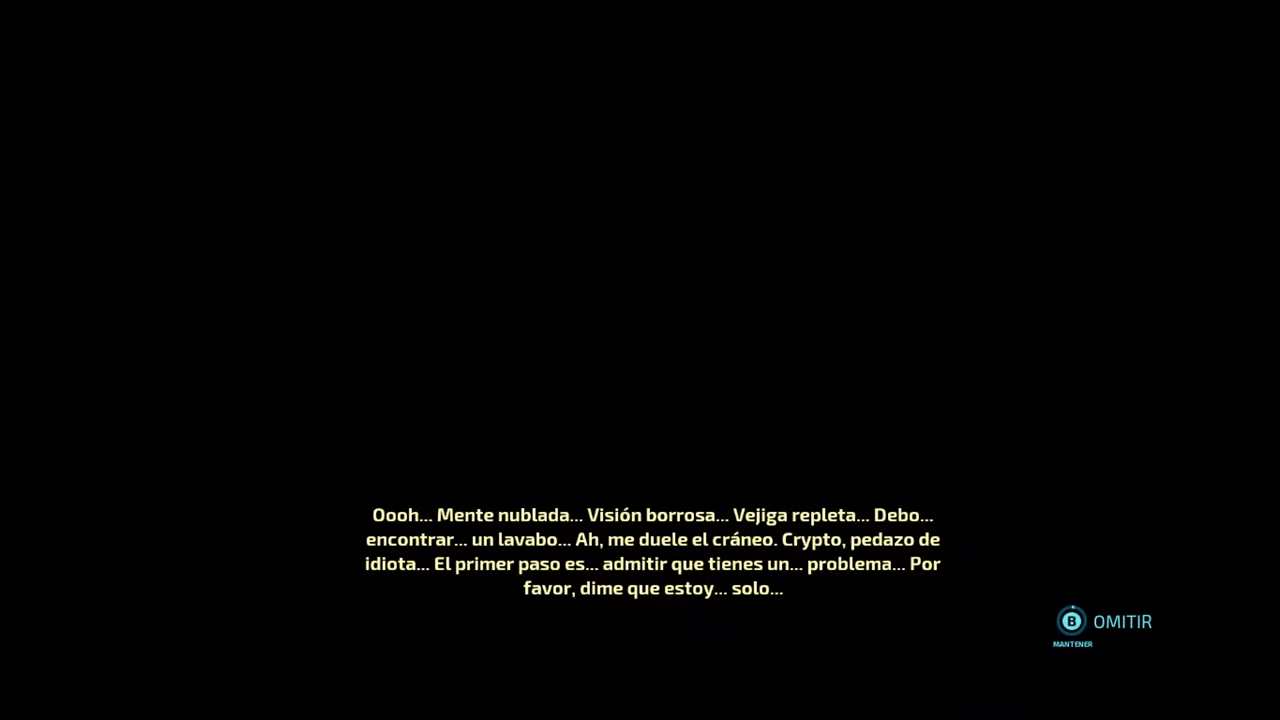 Oooh... Mente nublada... Visión borrosa... Vejiga repleta... Debo...
encontrar... un lavabo... Ah, me duele el cráneo. Crypto, pedazo de
idiota... El primer paso es... admitir que tienes un... problema... Por
favor, dime que estoy... solo...
B OMITIR
MANTENER